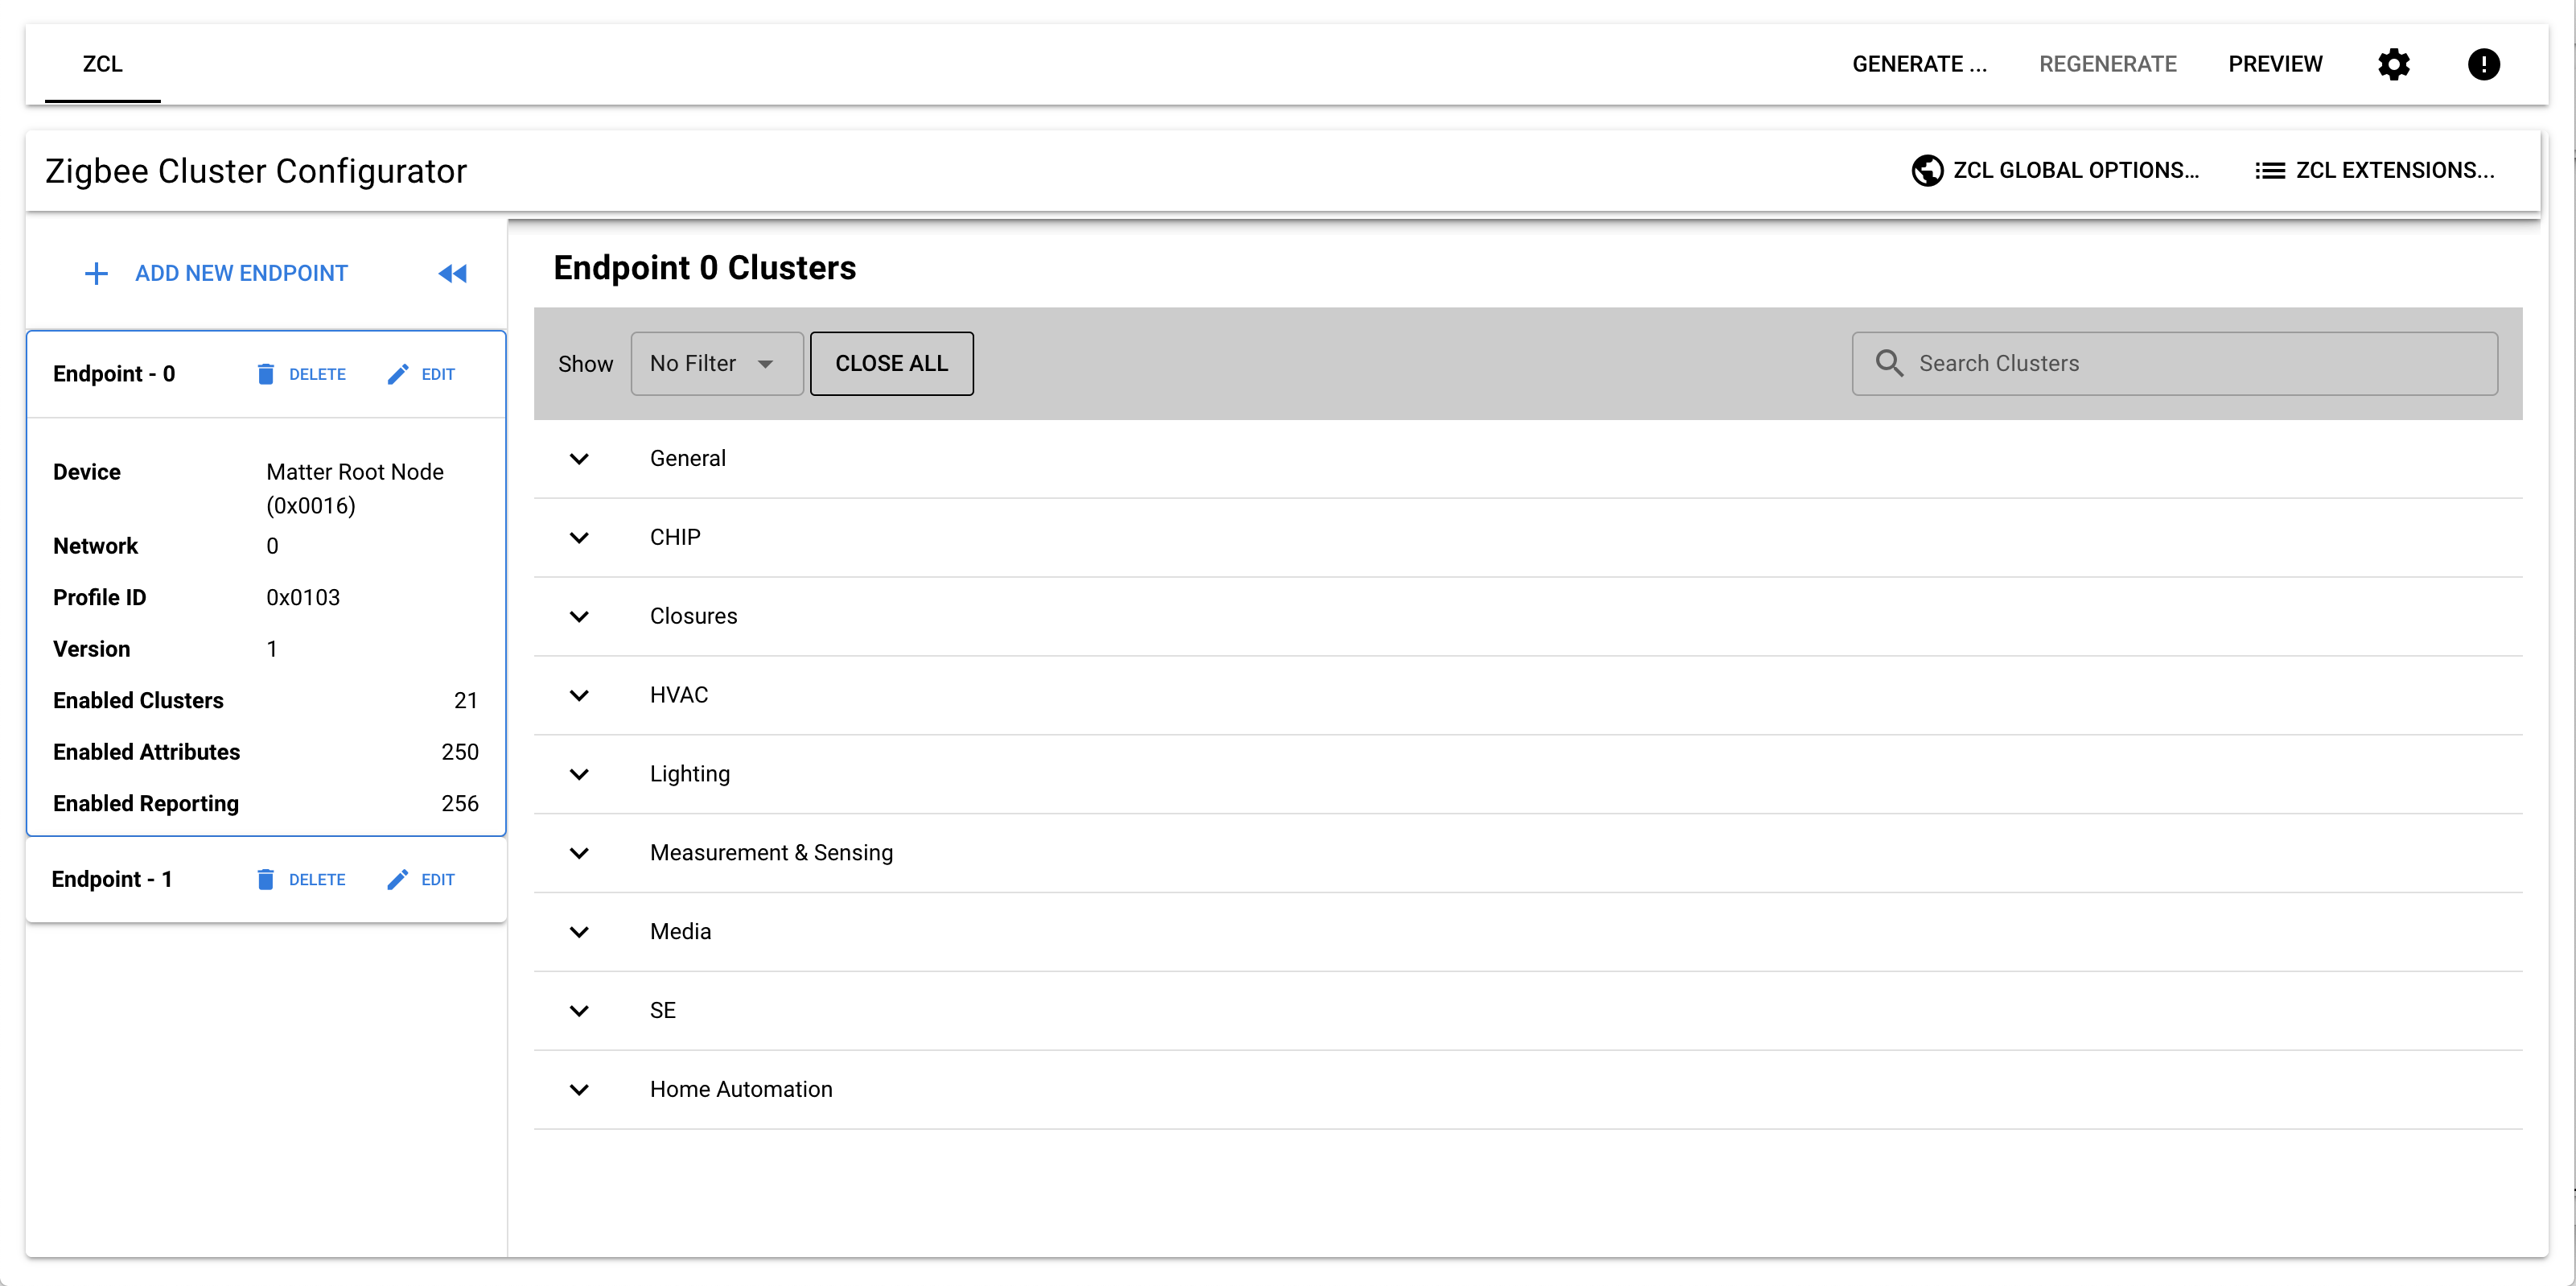 ZCL
GENERATE ...
REGENERATE
PREVIEW
Zigbee Cluster Configurator
ZCL GLOBAL OPTIONS...
ZCL EXTENSIONS...
ADD NEW ENDPOINT
Endpoint - 0
DELETE
EDIT
Device
Matter Root Node
(0x0016)
Network
0
Profile ID
0x0103
Version
1
Enabled Clusters
21
Enabled Attributes
250
Enabled Reporting
256
Endpoint - 1
DELETE
EDIT
Endpoint 0 Clusters
Show
No Filter
CLOSE ALL
Search Clusters
General
CHIP
Closures
HVAC
Lighting
Measurement & Sensing
Media
SE
Home Automation